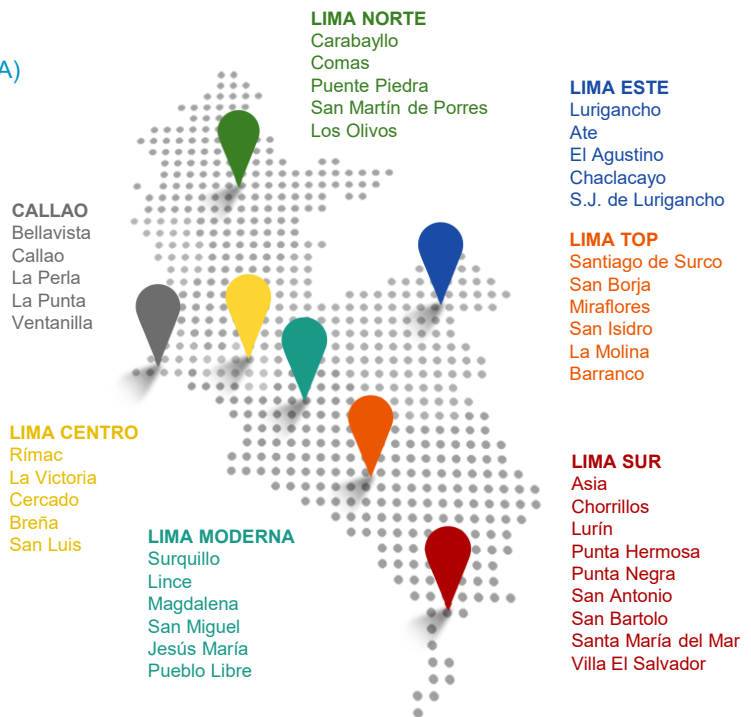 A)
LIMA NORTE
Carabayllo
Comas
Puente Piedra
San Martín de Porres
Los Olivos
LIMA ESTE
Lurigancho
Ate
El Agustino
Chaclacayo
S.J. de Lurigancho
CALLAO
Bellavista
Callao
La Perla
La Punta
Ventanilla
LIMA TOP
Santiago de Surco
San Borja
Miraflores
San Isidro
La Molina
Barranco
LIMA CENTRO
Rímac
La Victoria
Cercado
Breña
San Luis
LIMA MODERNA
Surquillo
Lince
Magdalena
San Miguel
Jesús María
Pueblo Libre
LIMA SUR
Asia
Chorrillos
Lurín
Punta Hermosa
Punta Negra
San Antonio
San Bartolo
Santa María del Mar
Villa El Salvador